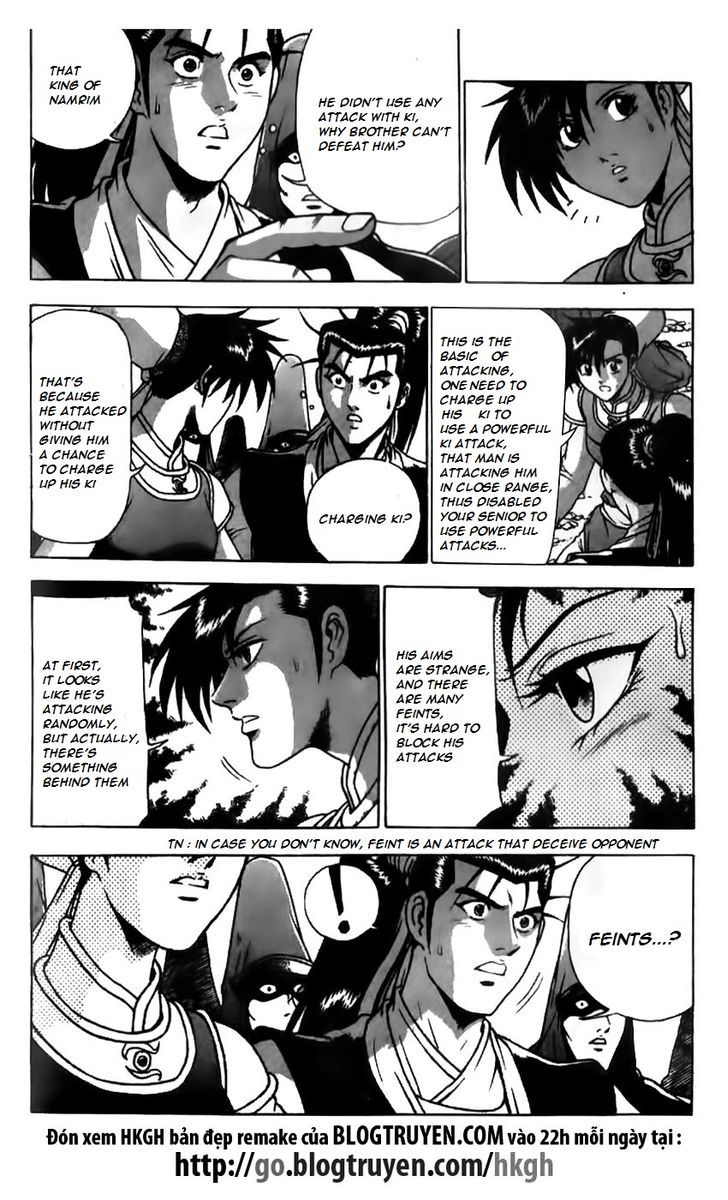 THAT
KING OF
NAMRIM
HE DIDN'T USE ANY
ATTACK WITH KI,
WHY BROTHER CAN'T
DEFEAT HIM?
THAT'S
BECAUSE
HE ATTACKED
WITHOUT
GIVING HIM
A CHANCE
TO CHARGE
UP HIS KI
CHARGING KI?
THIS IS THE
BASIC OF
ATTACKING,
ONE NEED TO
CHARGE UP
HIS KI TO
USE A POWERFUL
KI ATTACK,
THAT MAN IS
ATTACKING HIM
IN CLOSE RANGE,
THUS DISABLED
YOUR SENIOR TO
USE POWERFUL
ATTACKS...
AT FIRST,
IT LOOKS
LIKE HE'S
ATTACKING
RANDOMLY,
BUT ACTUALLY,
THERE'S
SOMETHING
BEHIND THEM
HIS AIMS
ARE STRANGE,
AND THERE
ARE MANY
FEINTS,
IT'S HARD TO
BLOCK HIS
ATTACKS
TN : IN CASE YOU DON'T KNOW, FEINT IS AN ATTACK THAT DECEIVE OPPONENT
!
FEINTS...?
Đón xem HKGH bản đẹp remake của BLOGTRUYEN.COM vào 22h mỗi ngày tại :
http://go.blogtruyen.com/hkgh